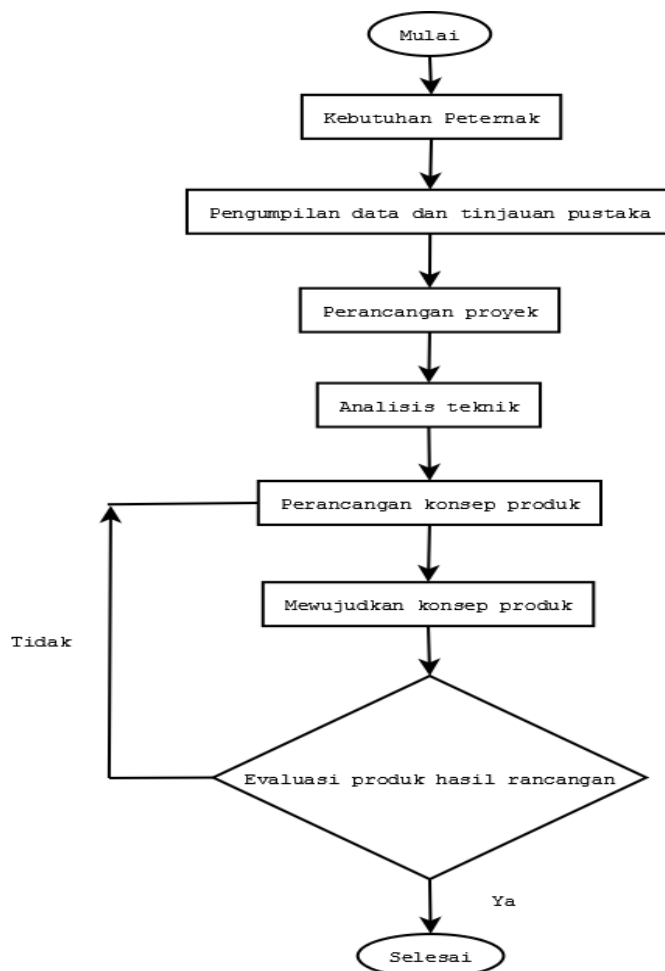 Mulai
Kebutuhan Peternak
Pengumpilan data dan tinjauan pustaka
Perancangan proyek
Analisis teknik
Perancangan konsep produk
Mewujudkan konsep produk
Tidak
Evaluasi produk hasil rancangan
Ya
Selesai